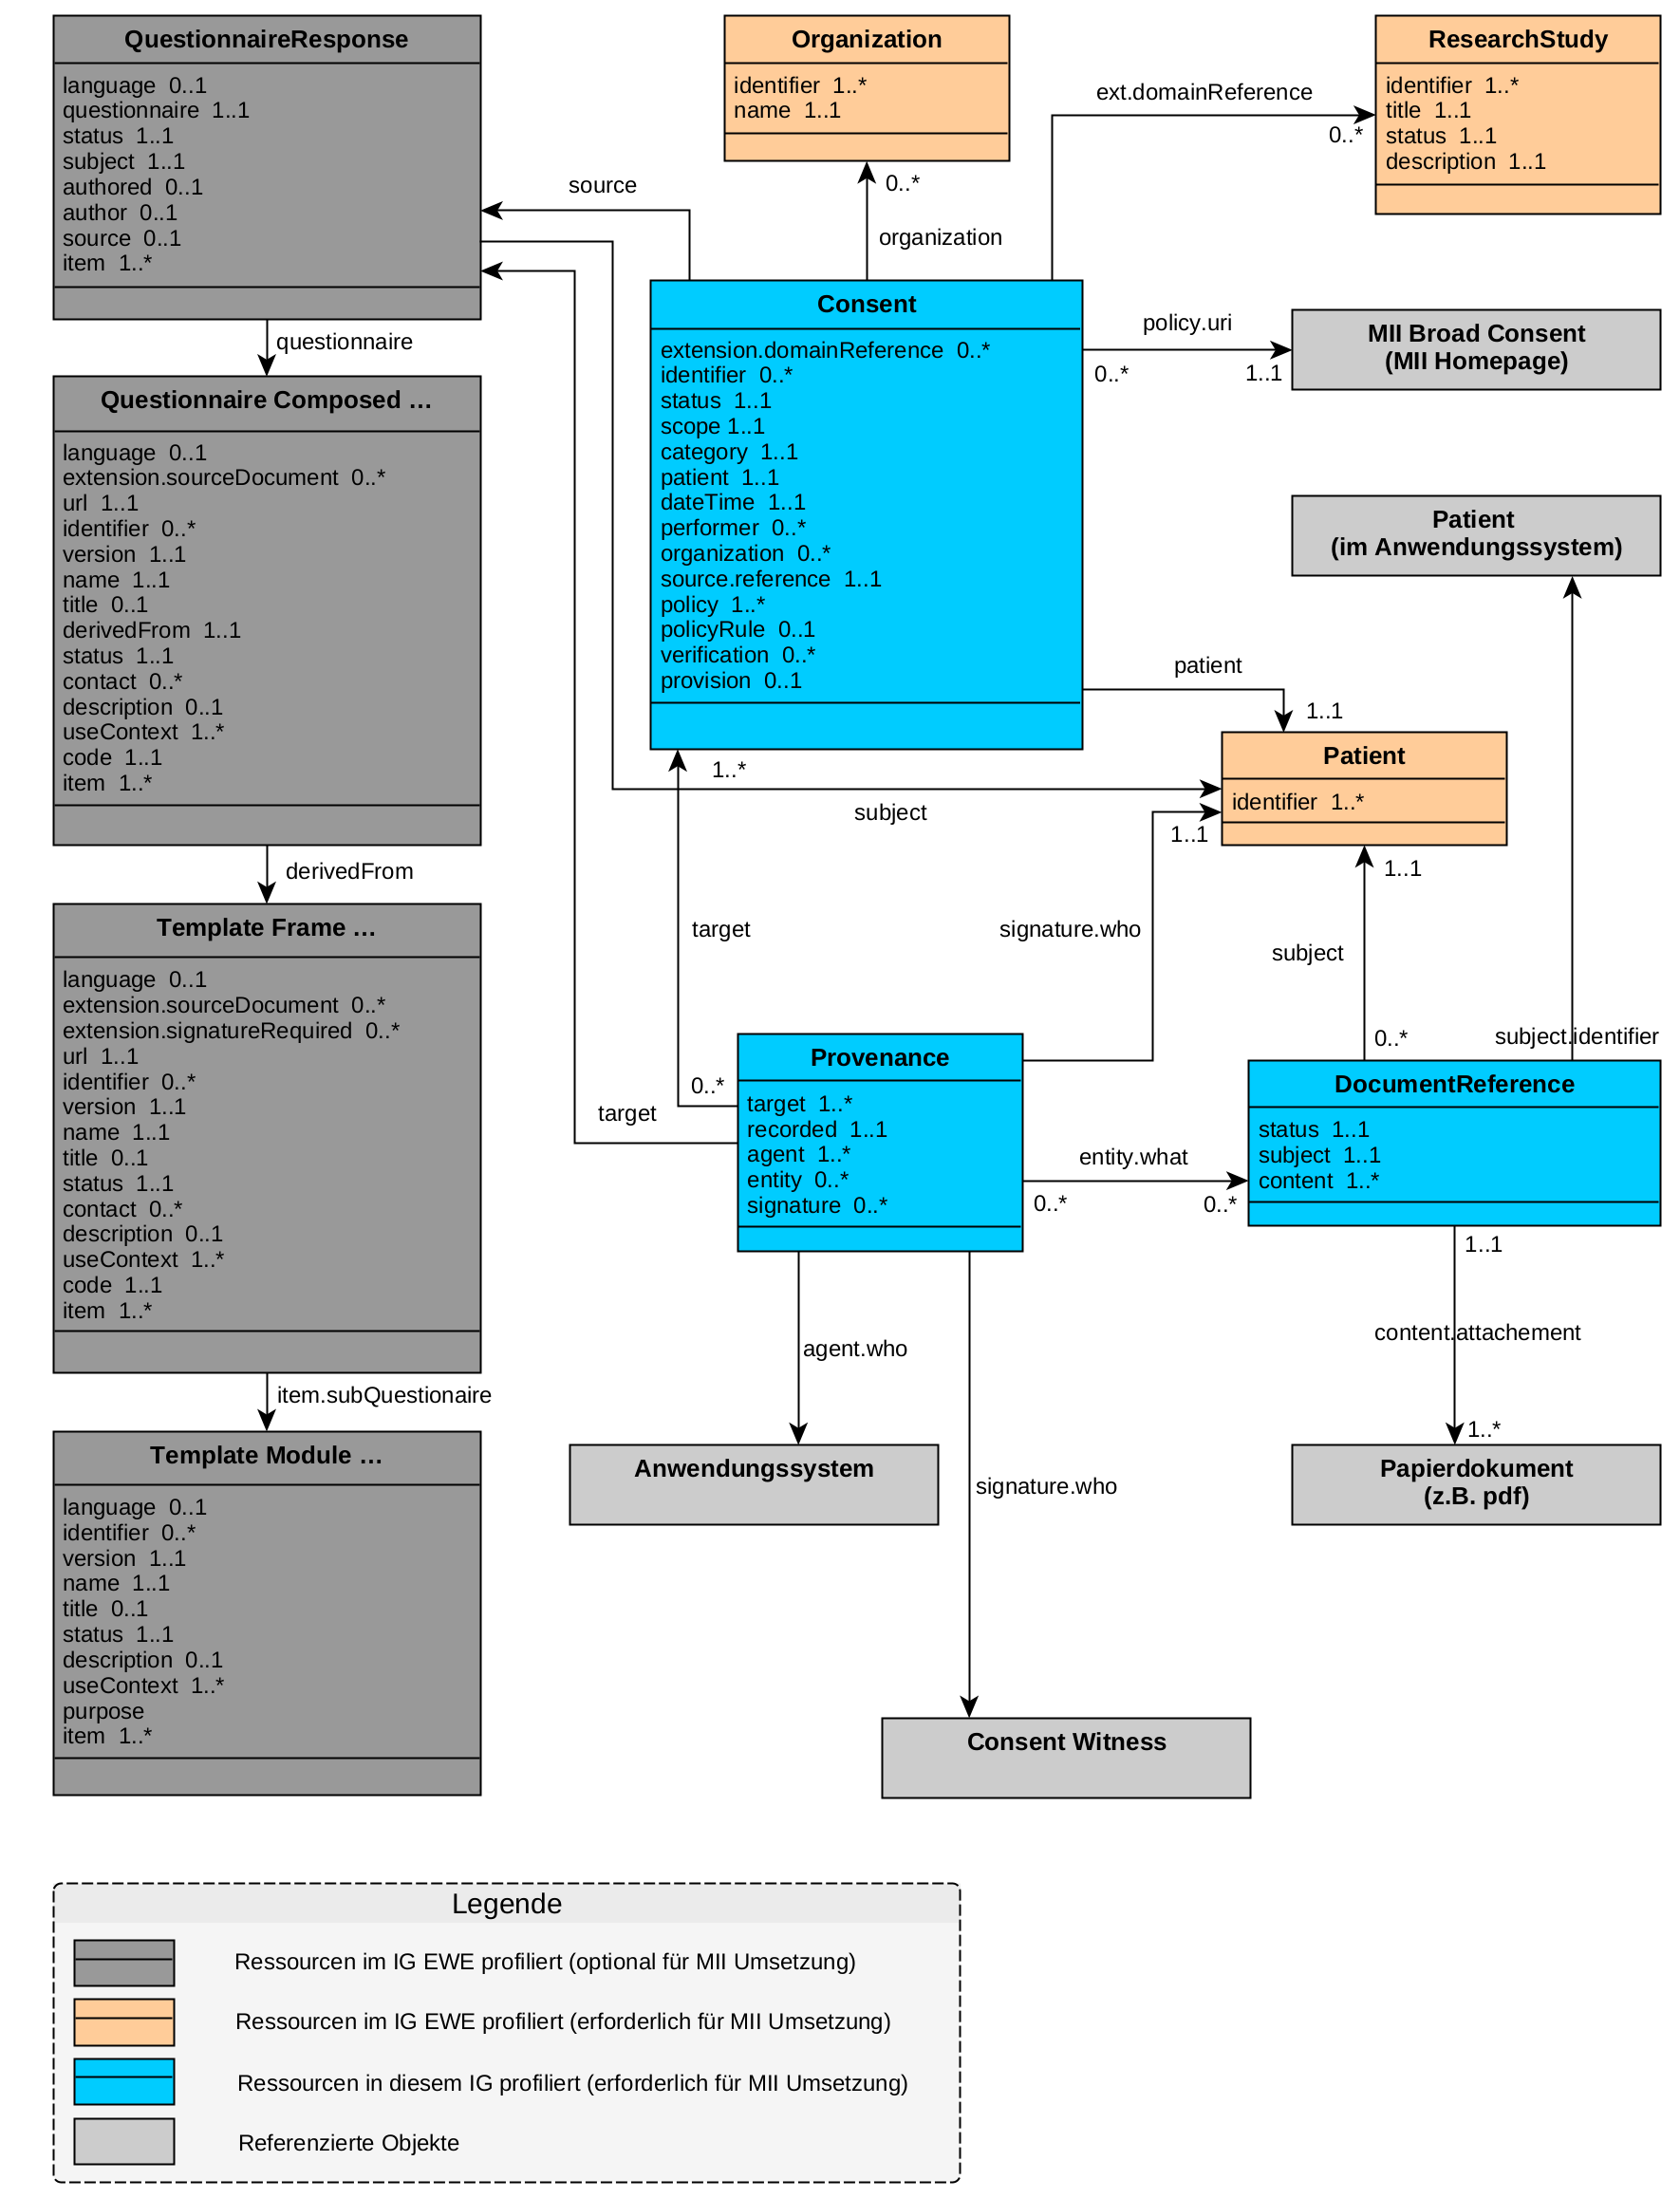 QuestionnaireResponse
language  0..1
questionnaire  1..1
status  1..1
subject  1..1
authored  0..1
author  0..1
source  0..1
item  1..*
Organization
identifier  1..*
name  1..1
ResearchStudy
identifier  1..*
title  1..1
status  1..1
description  1..1
ext.domainReference
0..*
source
0..*
organization
questionnaire
Consent
extension.domainReference  0..*
identifier  0..*
status  1..1
scope 1..1
category  1..1
patient  1..1
dateTime  1..1
performer  0..*
organization  0..*
source.reference  1..1
policy  1..*
policyRule  0..1
verification  0..*
provision  0..1
policy.uri
0..*
1..1
MII Broad Consent
(MII Homepage)
Patient
(im Anwendungssystem)
Questionnaire Composed ...
language  0..1
extension.sourceDocument  0..*
url  1..1
identifier  0..*
version  1..1
name  1..1
title  0..1
derivedFrom  1..1
status  1..1
contact  0..*
description  0..1
useContext  1..*
code  1..1
item  1..*
patient
1..1
Patient
identifier  1..*
1..*
subject
1..1
1..1
derivedFrom
target
signature.who
subject
0..*
subject.identifier
Template Frame ...
language  0..1
extension.sourceDocument  0..*
extension.signatureRequired  0..*
url  1..1
identifier  0..*
version  1..1
name  1..1
title  0..1
status  1..1
contact  0..*
description  0..1
useContext  1..*
code  1..1
item  1..*
0..*
target
Provenance
target  1..*
recorded  1..1
agent  1..*
entity  0..*
signature  0..*
entity.what
0..*
0..*
DocumentReference
status  1..1
subject  1..1
content  1..*
1..1
content.attachement
1..*
agent.who
item.subQuestionaire
Anwendungssystem
signature.who
Papierdokument
(z.B. pdf)
Template Module ...
language  0..1
identifier  0..*
version  1..1
name  1..1
title  0..1
status  1..1
description  0..1
useContext  1..*
purpose
item  1..*
Consent Witness
Legende
Ressourcen im IG EWE profiliert (optional für MII Umsetzung)
Ressourcen im IG EWE profiliert (erforderlich für MII Umsetzung)
Ressourcen in diesem IG profiliert (erforderlich für MII Umsetzung)
Referenzierte Objekte